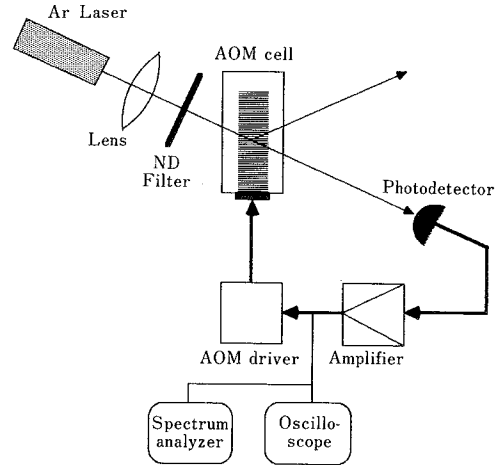 Ar Laser
AOM cell
Lens
ND
Filter
Photodetector
AOM driver
Amplifier
Spectrum
analyzer
Oscillo-
scope